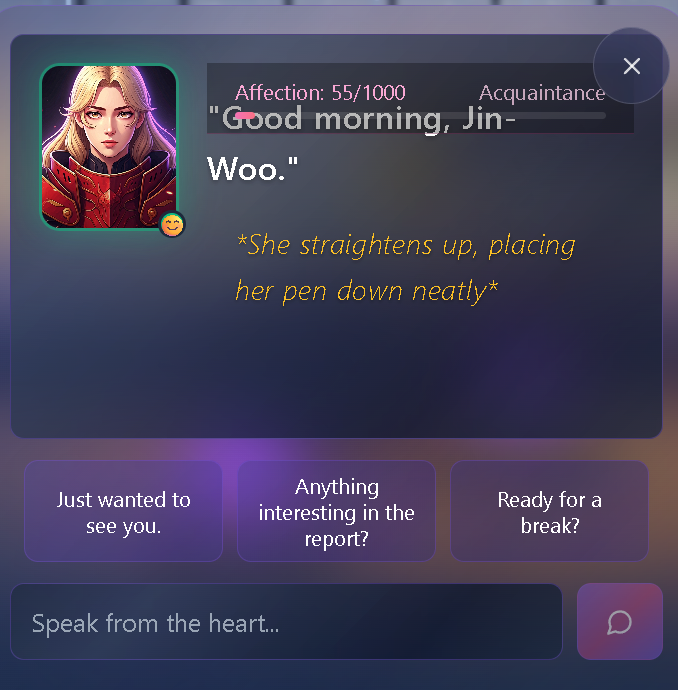 Affection: 55/1000 Acquaintance
"Good morning, Jin-
Woo."
*She straightens up, placing
her pen down neatly*
Just wanted to
see you.
Anything
interesting in the
report?
Ready for a
break?
Speak from the heart...